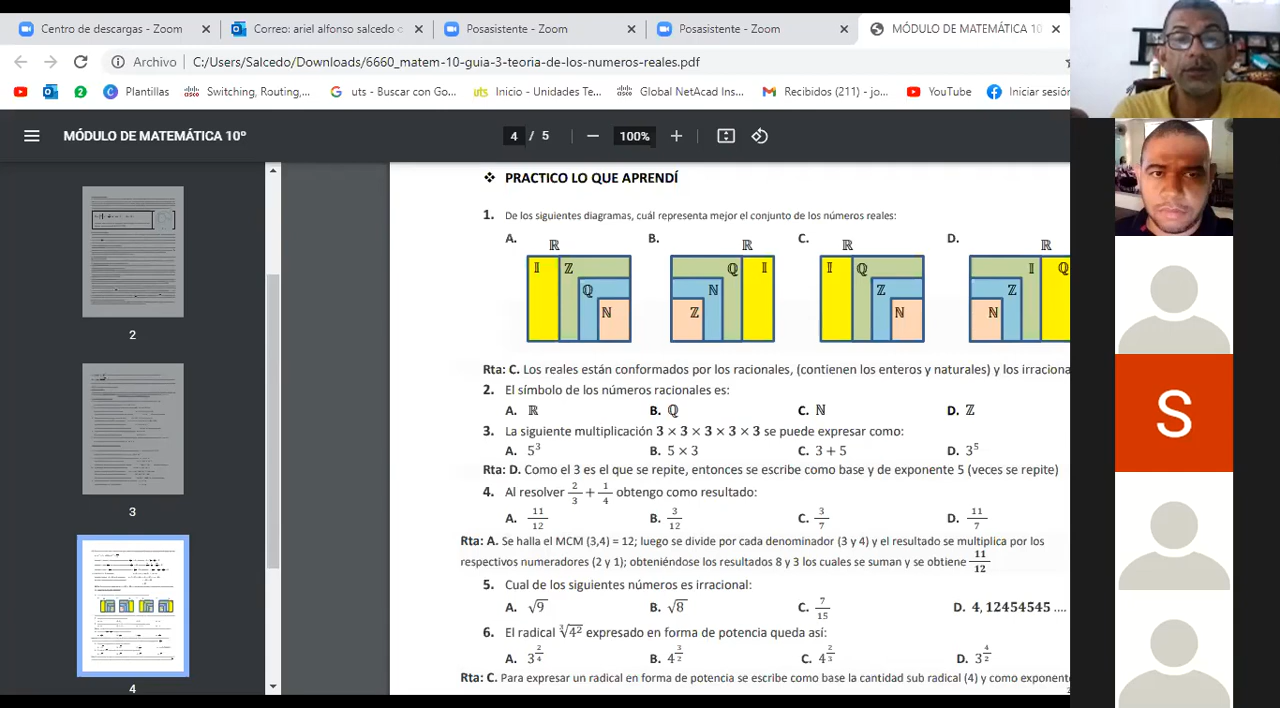 Centro de descargas - Zoom
Correo: ariel alfonso salcedo
Posasistente - Zoom
Posasistente - Zoom
MÓDULO DE MATEMÁTICA 10
Archivo C:/Users/Salcedo/Downloads/6660_matem-10-guia-3-teoria-de-los-numeros-reales.pdf
Plantillas Switching, Routing,... uts - Buscar con Go... Inicio - Unidades Te... Global NetAcad Ins... Recibidos (211) - jo... YouTube Iniciar sesión
MÓDULO DE MATEMÁTICA 10º 4 / 5 100%
2
3
4
❖ PRACTICO LO QUE APRENDÍ
1. De los siguientes diagramas, cuál representa mejor el conjunto de los números reales:
A. ℝ B. ℝ C. ℝ D. ℝ
𝕀 ℤ ℚ ℕ
ℚ 𝕀 ℕ ℤ
𝕀 ℚ ℤ ℕ
𝕀 ℚ ℤ ℕ
Rta: C. Los reales están conformados por los racionales, (contienen los enteros y naturales) y los irraciona
2. El símbolo de los números racionales es:
A. ℝ B. ℚ C. ℕ D. ℤ
3. La siguiente multiplicación 3 × 3 × 3 × 3 × 3 se puede expresar como:
A. 5³ B. 5 × 3 C. 3 + 5 D. 3⁵
Rta: D. Como el 3 es el que se repite, entonces se escribe como base y de exponente 5 (veces se repite)
4. Al resolver 2/3 + 1/4 obtengo como resultado:
A. 11/12 B. 3/12 C. 3/7 D. 11/7
Rta: A. Se halla el MCM (3,4) = 12; luego se divide por cada denominador (3 y 4) y el resultado se multiplica por los
respectivos numeradores (2 y 1); obteniéndose los resultados 8 y 3 los cuales se suman y se obtiene 11/12
5. Cual de los siguientes números es irracional:
A. √9 B. √8 C. 7/15 D. 4,12454545 ....
6. El radical ∛4² expresado en forma de potencia queda así:
A. 3^(2/4) B. 4^(3/2) C. 4^(2/3) D. 3^(4/2)
Rta: C. Para expresar un radical en forma de potencia se escribe como base la cantidad sub radical (4) y como exponent
S